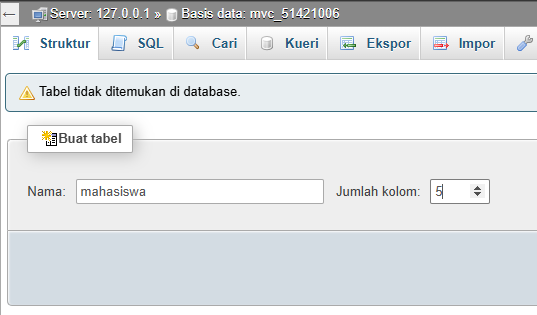 Server: 127.0.0.1 » Basis data: mvc_51421006
Struktur SQL Cari Kueri Ekspor Impor
Tabel tidak ditemukan di database.
Buat tabel
Nama: mahasiswa Jumlah kolom: 5